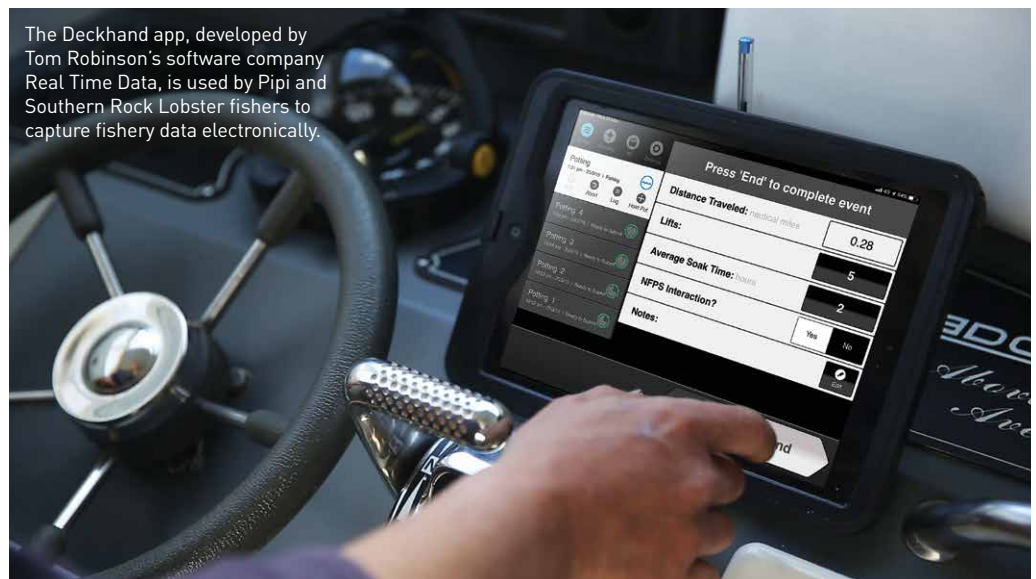 The Deckhand app, developed by
Tom Robinson’s software company
Real Time Data, is used by Pipi and
Southern Rock Lobster fishers to
capture fishery data electronically.
Press 'End' to complete event
Distance Traveled: nautical miles 0.28
Lifts: 5
Average Soak Time: hours 2
NFPS Interaction? Yes No
Notes: Edit
Potting
Log
Potting 4
Potting 3
Potting 2
Potting 1